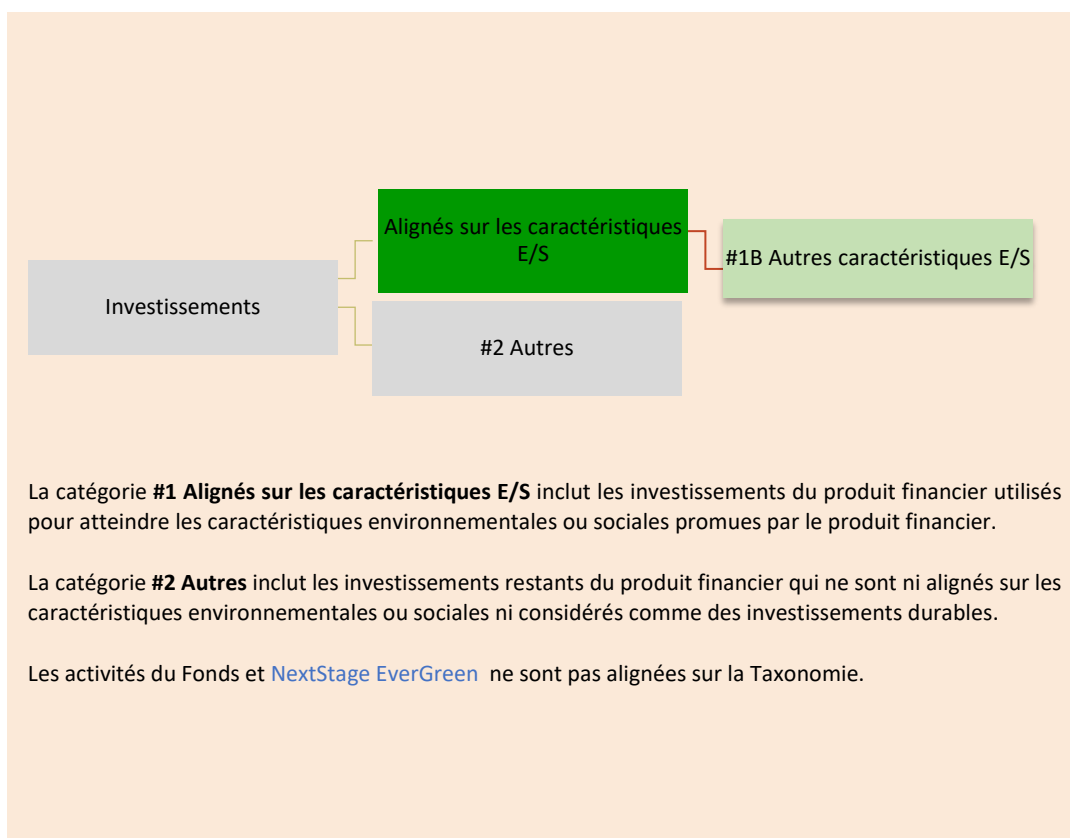 Alignés sur les caractéristiques
E/S
#1B Autres caractéristiques E/S
Investissements
#2 Autres
La catégorie #1 Alignés sur les caractéristiques E/S inclut les investissements du produit financier utilisés
pour atteindre les caractéristiques environnementales ou sociales promues par le produit financier.
La catégorie #2 Autres inclut les investissements restants du produit financier qui ne sont ni alignés sur les
caractéristiques environnementales ou sociales ni considérés comme des investissements durables.
Les activités du Fonds et NextStage EverGreen ne sont pas alignées sur la Taxonomie.